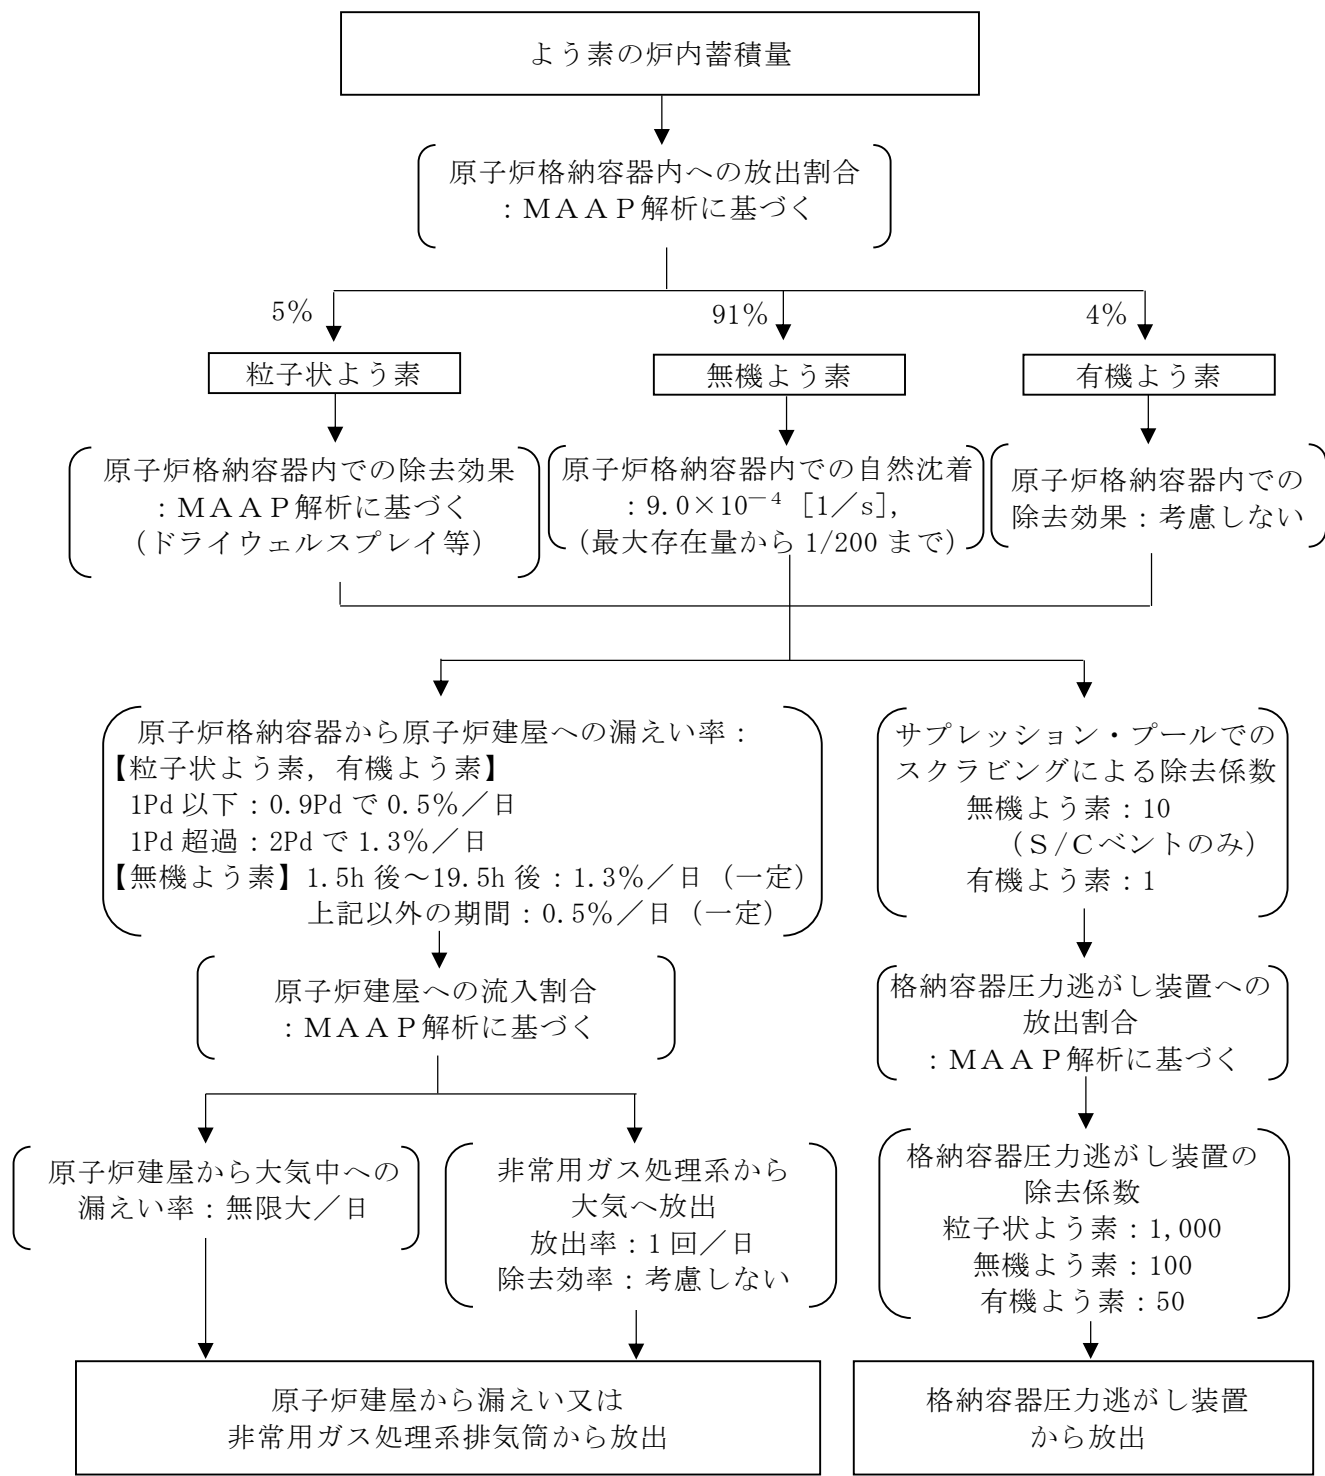 よう素の炉内蓄積量
原子炉格納容器内への放出割合
：ＭＡＡＰ解析に基づく
5％
91％
4％
粒子状よう素
無機よう素
有機よう素
原子炉格納容器内での除去効果
：ＭＡＡＰ解析に基づく
（ドライウェルスプレイ等）
原子炉格納容器内での自然沈着
：9.0×10⁻⁴［1／s］，
（最大存在量から 1/200 まで）
原子炉格納容器内での
除去効果：考慮しない
原子炉格納容器から原子炉建屋への漏えい率：
【粒子状よう素，有機よう素】
1Pd 以下：0.9Pd で 0.5％／日
1Pd 超過：2Pd で 1.3％／日
【無機よう素】1.5h 後～19.5h 後：1.3％／日（一定）
上記以外の期間：0.5％／日（一定）
サプレッション・プールでの
スクラビングによる除去係数
無機よう素：10
（Ｓ/Ｃベントのみ）
有機よう素：1
原子炉建屋への流入割合
：ＭＡＡＰ解析に基づく
格納容器圧力逃がし装置への
放出割合
：ＭＡＡＰ解析に基づく
原子炉建屋から大気中への
漏えい率：無限大／日
非常用ガス処理系から
大気へ放出
放出率：1 回／日
除去効率：考慮しない
格納容器圧力逃がし装置の
除去係数
粒子状よう素：1,000
無機よう素：100
有機よう素：50
原子炉建屋から漏えい又は
非常用ガス処理系排気筒から放出
格納容器圧力逃がし装置
から放出